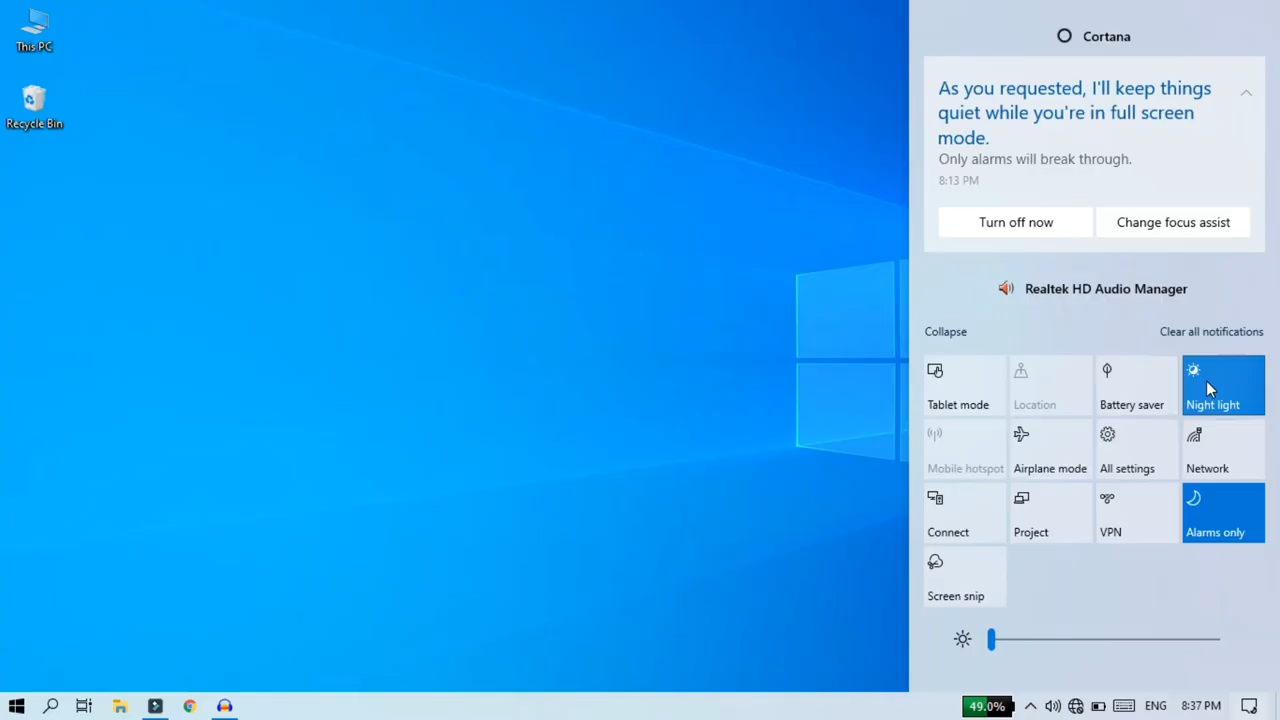 This PC
Recycle Bin
Cortana
As you requested, I'll keep things
quiet while you're in full screen
mode.
Only alarms will break through.
8:13 PM
Turn off now
Change focus assist
Realtek HD Audio Manager
Collapse
Clear all notifications
Tablet mode
Location
Battery saver
Night light
Mobile hotspot
Airplane mode
All settings
Network
Connect
Project
VPN
Alarms only
Screen snip
49.0%
ENG
8:37 PM